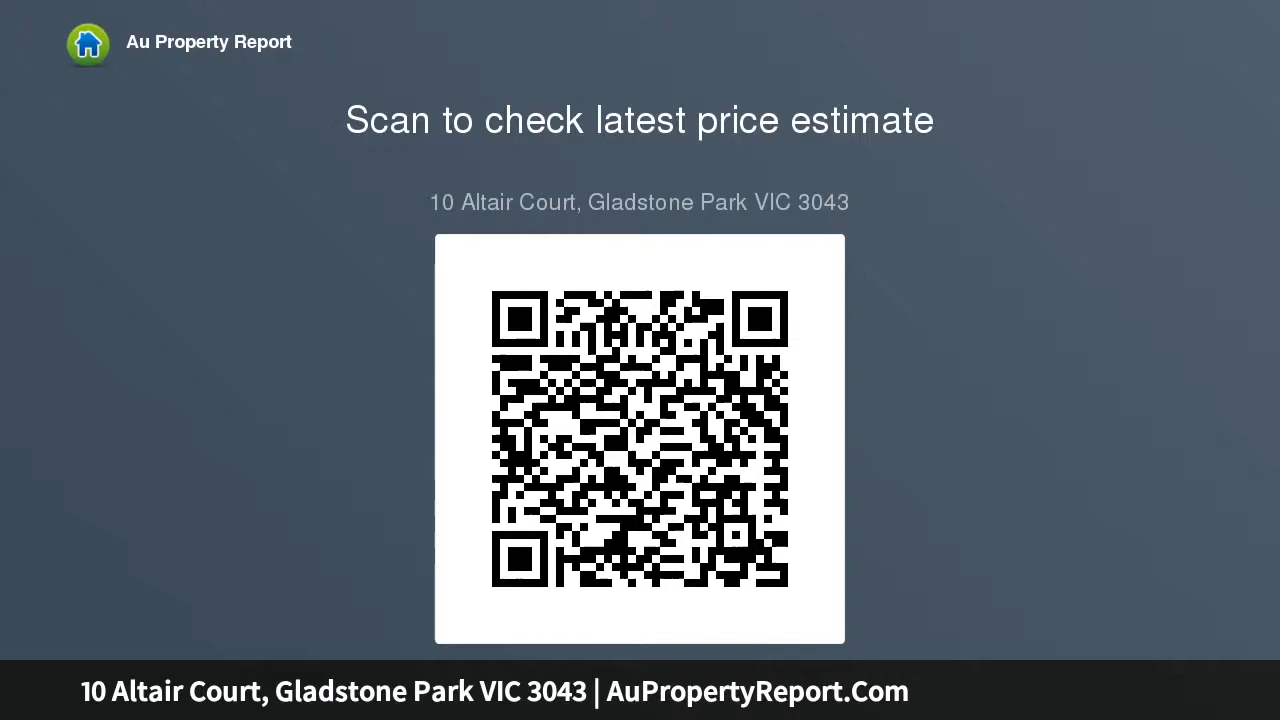 Au Property Report
Scan to check latest price estimate
10 Altair Court, Gladstone Park VIC 3043
10 Altair Court, Gladstone Park VIC 3043 | AuPropertyReport.Com